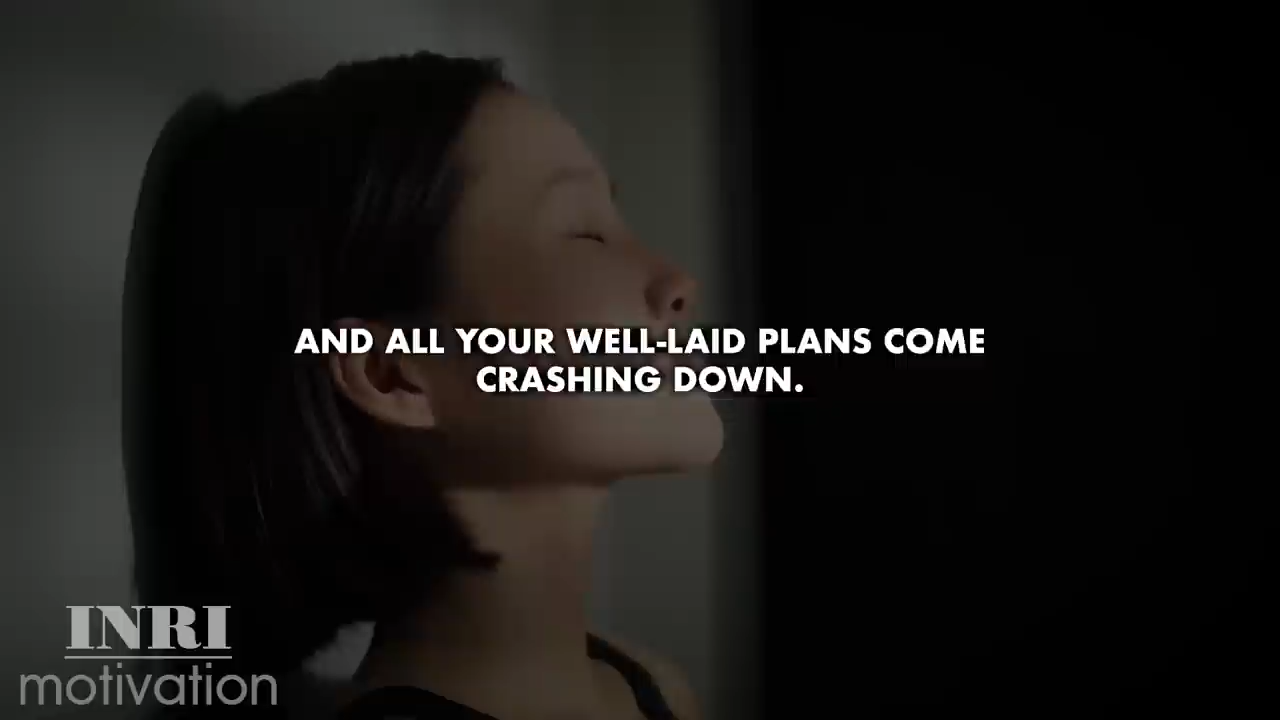 AND ALL YOUR WELL-LAID PLANS COME
CRASHING DOWN.
INRI
motivation